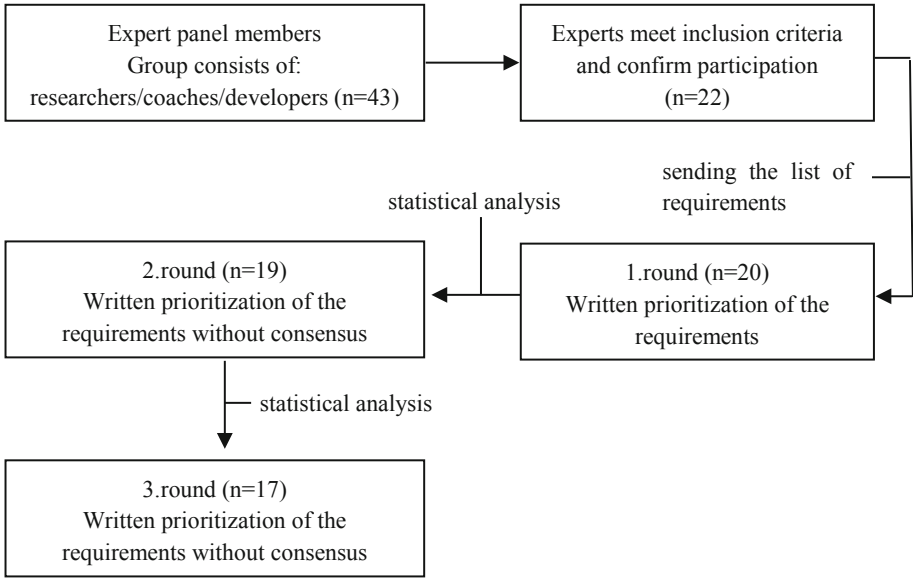 Expert panel members
Group consists of:
researchers/coaches/developers (n=43)
Experts meet inclusion criteria
and confirm participation
(n=22)
sending the list of
requirements
statistical analysis
1.round (n=20)
Written prioritization of the
requirements
2.round (n=19)
Written prioritization of the
requirements without consensus
statistical analysis
3.round (n=17)
Written prioritization of the
requirements without consensus